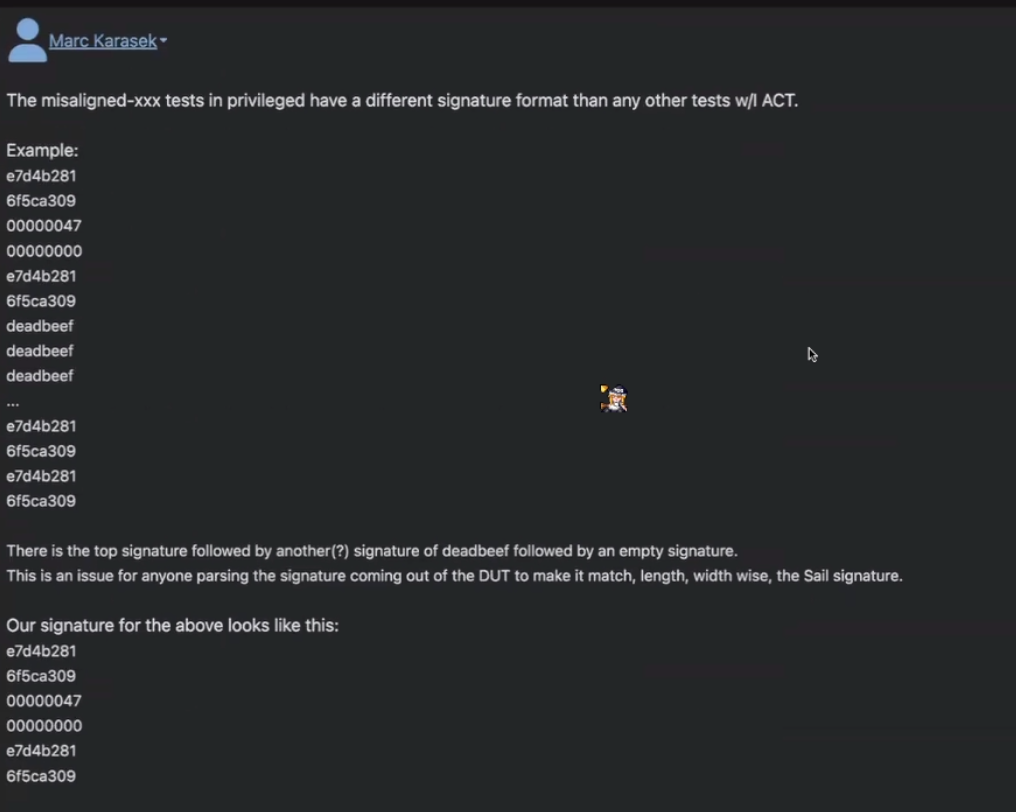 Marc Karasek
The misaligned-xxx tests in privileged have a different signature format than any other tests w/I ACT.
Example:
e7d4b281
6f5ca309
00000047
00000000
e7d4b281
6f5ca309
deadbeef
deadbeef
deadbeef
...
e7d4b281
6f5ca309
e7d4b281
6f5ca309
There is the top signature followed by another(?) signature of deadbeef followed by an empty signature.
This is an issue for anyone parsing the signature coming out of the DUT to make it match, length, width wise, the Sail signature.
Our signature for the above looks like this:
e7d4b281
6f5ca309
00000047
00000000
e7d4b281
6f5ca309